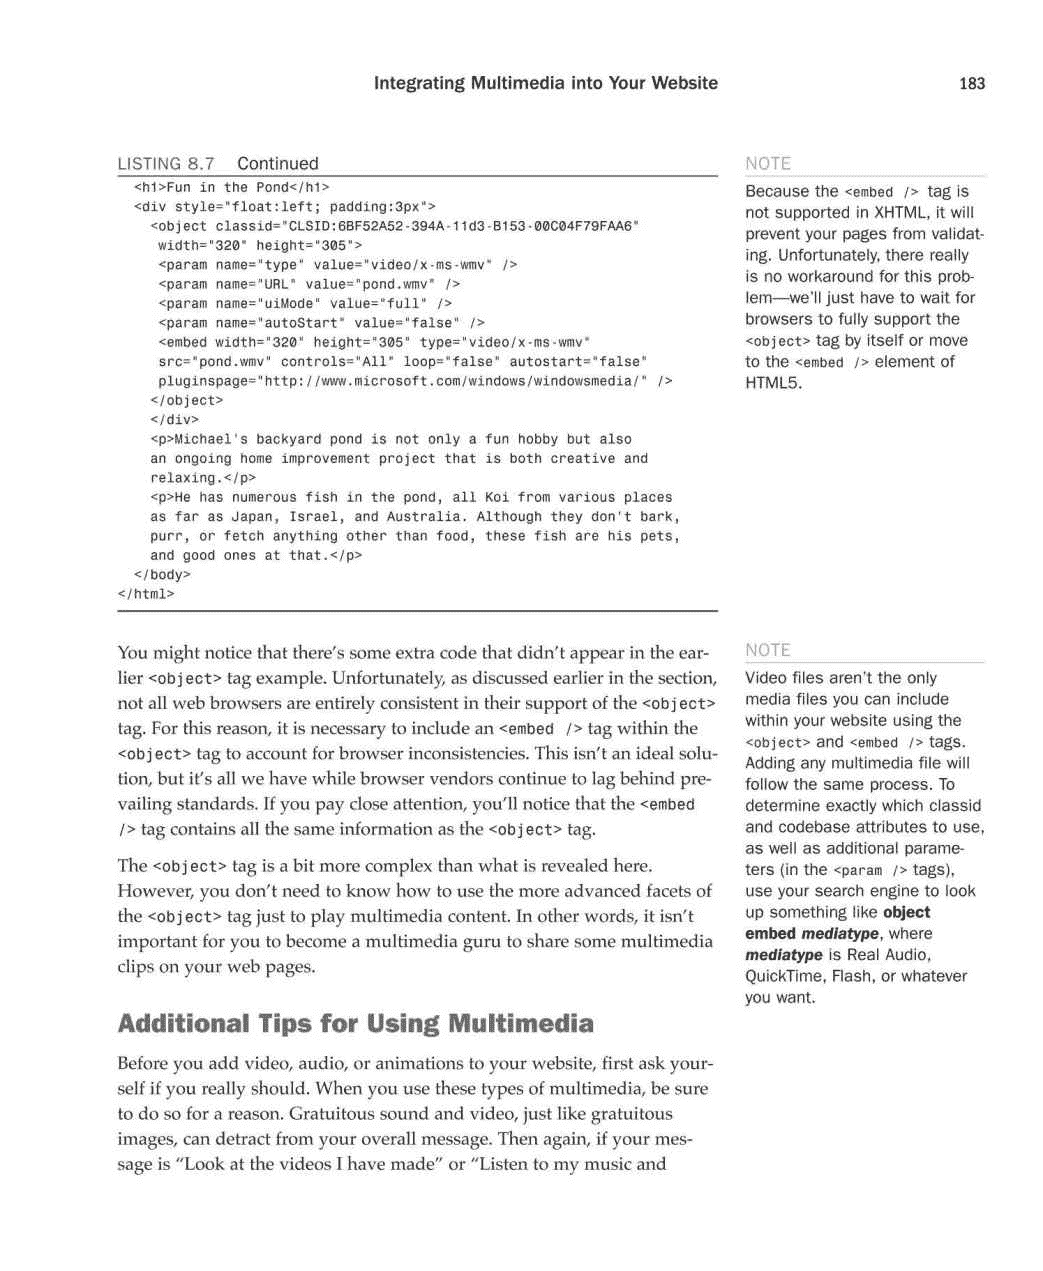 Integrating Multimedia into Your Website 183
LISTING 8.7 Continued
<h1>Fun in the Pond</h1>
<div style="float:left; padding:3px">
<object classid="CLSID:6BF52A52-394A-11d3-B153-00C04F79FAA6"
width="320" height="305">
<param name="type" value="video/x-ms-wmv" />
<param name="URL" value="pond.wmv" />
<param name="uiMode" value="full" />
<param name="autoStart" value="false" />
<embed width="320" height="305" type="video/x-ms-wmv"
src="pond.wmv" controls="All" loop="false" autostart="false"
pluginspage="http://www.microsoft.com/windows/windowsmedia/" />
</object>
</div>
<p>Michael's backyard pond is not only a fun hobby but also
an ongoing home improvement project that is both creative and
relaxing.</p>
<p>He has numerous fish in the pond, all Koi from various places
as far as Japan, Israel, and Australia. Although they don't bark,
purr, or fetch anything other than food, these fish are his pets,
and good ones at that.</p>
</body>
</html>
NOTE
Because the <embed /> tag is
not supported in XHTML, it will
prevent your pages from validat-
ing. Unfortunately, there really
is no workaround for this prob-
lem—we'll just have to wait for
browsers to fully support the
<object> tag by itself or move
to the <embed /> element of
HTML5.
You might notice that there's some extra code that didn't appear in the ear-
lier <object> tag example. Unfortunately, as discussed earlier in the section,
not all web browsers are entirely consistent in their support of the <object>
tag. For this reason, it is necessary to include an <embed /> tag within the
<object> tag to account for browser inconsistencies. This isn't an ideal solu-
tion, but it's all we have while browser vendors continue to lag behind pre-
vailing standards. If you pay close attention, you'll notice that the <embed
/> tag contains all the same information as the <object> tag.
The <object> tag is a bit more complex than what is revealed here.
However, you don't need to know how to use the more advanced facets of
the <object> tag just to play multimedia content. In other words, it isn't
important for you to become a multimedia guru to share some multimedia
clips on your web pages.
NOTE
Video files aren't the only
media files you can include
within your website using the
<object> and <embed /> tags.
Adding any multimedia file will
follow the same process. To
determine exactly which classid
and codebase attributes to use,
as well as additional parame-
ters (in the <param /> tags),
use your search engine to look
up something like object
embed mediatype, where
mediatype is Real Audio,
QuickTime, Flash, or whatever
you want.
Additional Tips for Using Multimedia
Before you add video, audio, or animations to your website, first ask your-
self if you really should. When you use these types of multimedia, be sure
to do so for a reason. Gratuitous sound and video, just like gratuitous
images, can detract from your overall message. Then again, if your mes-
sage is “Look at the videos I have made” or “Listen to my music and